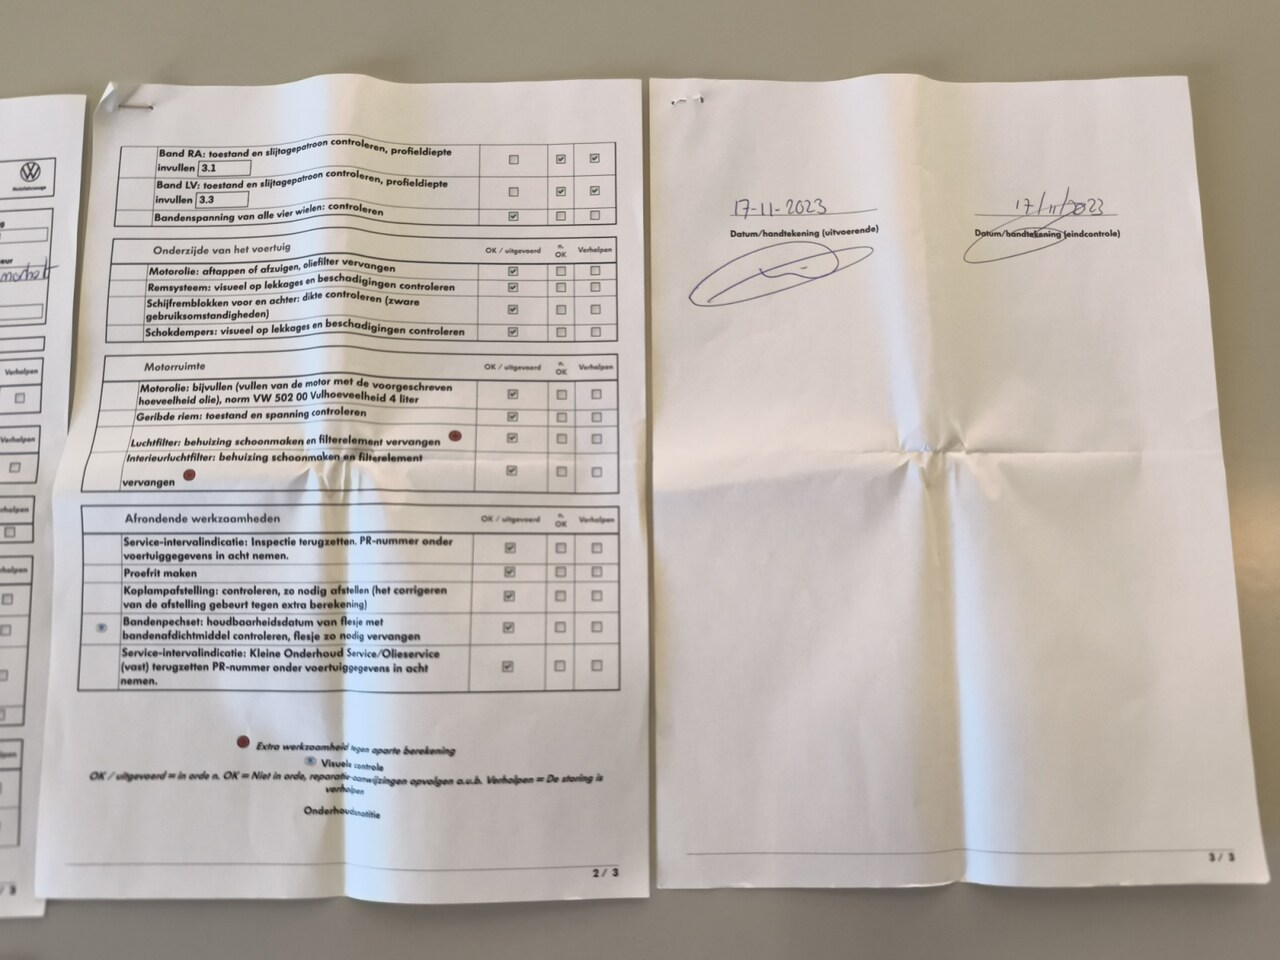 Verholpen
Verholpen
Band RA: toestand en slijtagepatroon controleren, profieldiepte
invullen 3.1
Band LV: toestand en slijtagepatroon controleren, profieldiepte
invullen 3.3
Bandenspanning van alle vier wielen: controleren
Onderzijde van het voertuig OK / uitgevoerd n. OK Verholpen
Motorolie: aftappen of afzuigen, oliefilter vervangen
Remsysteem: visueel op lekkages en beschadigingen controleren
Schijfremblokken voor en achter: dikte controleren (zware
gebruiksomstandigheden)
Schokdempers: visueel op lekkages en beschadigingen controleren
Motorruimte OK / uitgevoerd n. OK Verholpen
Motorolie: bijvullen (vullen van de motor met de voorgeschreven
hoeveelheid olie), norm VW 502 00 Vulhoeveelheid 4 liter
Geribde riem: toestand en spanning controleren
Luchtfilter: behuizing schoonmaken en filterelement vervangen
Interieurluchtfilter: behuizing schoonmaken en filterelement
vervangen
Afrondende werkzaamheden OK / uitgevoerd n. OK Verholpen
Service-intervalindicatie: Inspectie terugzetten. PR-nummer onder
voertuiggegevens in acht nemen.
Proefrit maken
Koplampafstelling: controleren, zo nodig afstellen (het corrigeren
van de afstelling gebeurt tegen extra berekening)
Bandenpechset: houdbaarheidsdatum van flesje met
bandenafdichtmiddel controleren, flesje zo nodig vervangen
Service-intervalindicatie: Kleine Onderhoud Service/Olieservice
(vast) terugzetten PR-nummer onder voertuiggegevens in acht
nemen.
Extra werkzaamheid tegen aparte berekening
Visuele controle
OK / uitgevoerd = in orde n. OK = Niet in orde, reparatie-aanwijzingen opvolgen a.u.b. Verholpen = De storing is
verholpen
Onderhoudsnotitie
2 / 3
17-11-2023
Datum/handtekening (uitvoerende)
17/11/2023
Datum/handtekening (eindcontrole)
3 / 3